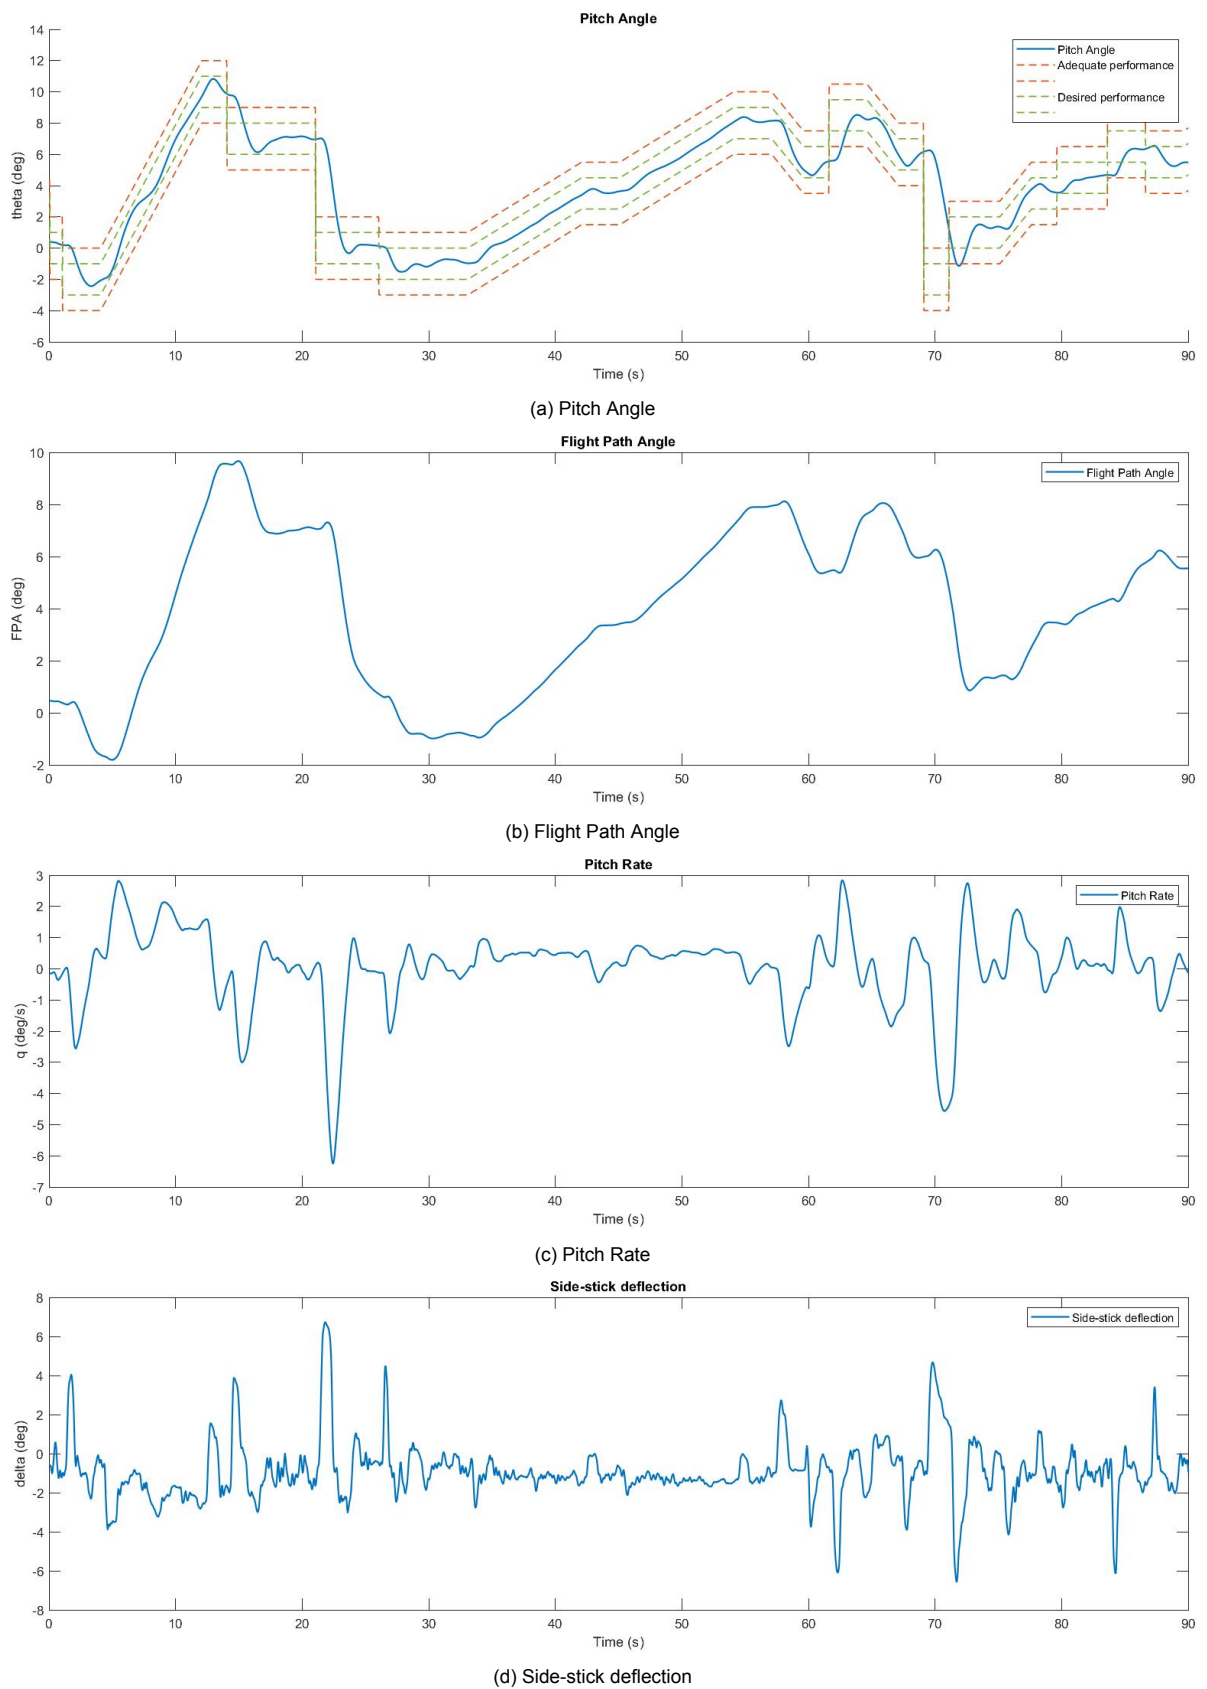 Pitch Angle
14
12
10
8
6
4
2
0
-2
-4
-6
theta (deg)
Pitch Angle
Adequate performance
Desired performance
0 10 20 30 40 50 60 70 80 90
Time (s)
(a) Pitch Angle
Flight Path Angle
10
8
6
4
2
0
-2
FPA (deg)
Flight Path Angle
0 10 20 30 40 50 60 70 80 90
Time (s)
(b) Flight Path Angle
Pitch Rate
3
2
1
0
-1
-2
-3
-4
-5
-6
-7
q (deg/s)
Pitch Rate
0 10 20 30 40 50 60 70 80 90
Time (s)
(c) Pitch Rate
Side-stick deflection
8
6
4
2
0
-2
-4
-6
-8
delta (deg)
Side-stick deflection
0 10 20 30 40 50 60 70 80 90
Time (s)
(d) Side-stick deflection